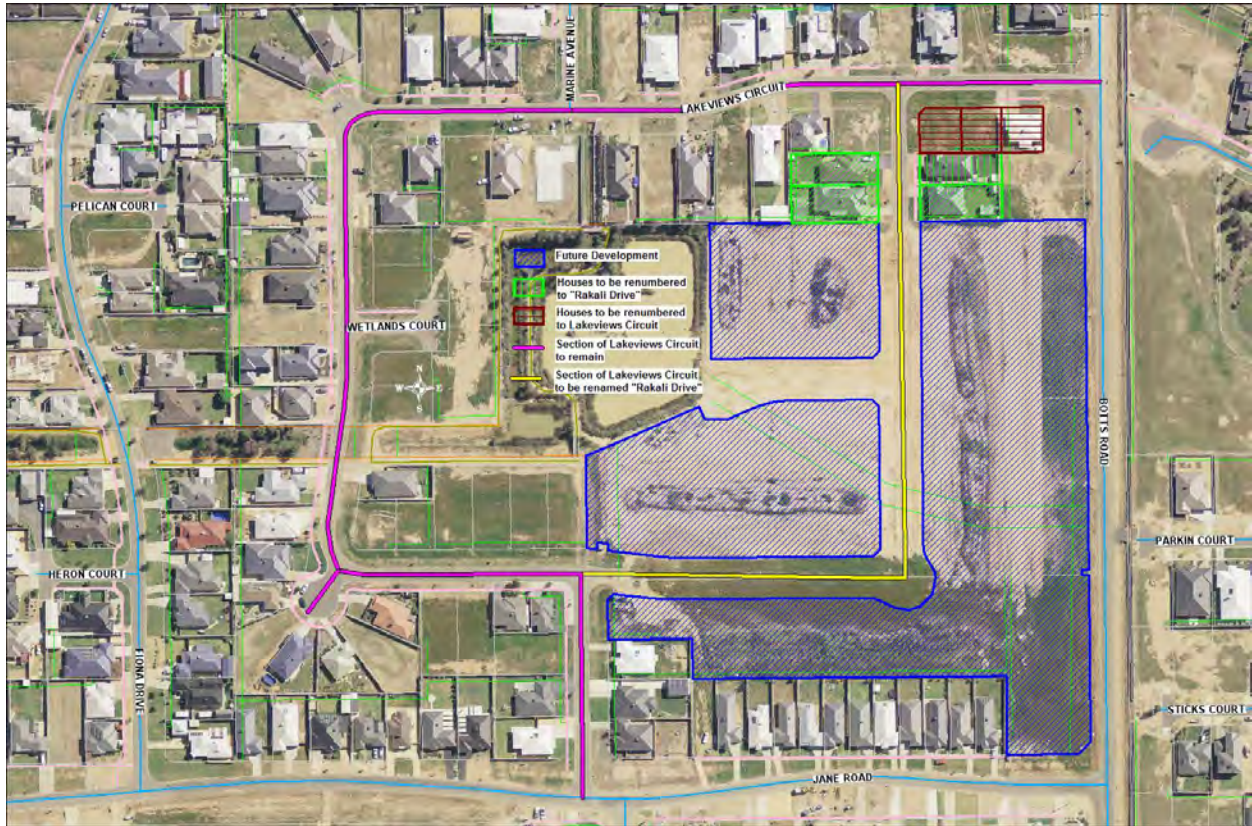 MARINE AVENUE
LAKEVIEWS CIRCUIT
PELICAN COURT
Future Development
Houses to be renumbered
to "Rakali Drive"
Houses to be renumbered
to Lakeviews Circuit
Section of Lakeviews Circuit
to remain
Section of Lakeviews Circuit
to be renamed "Rakali Drive"
WETLANDS COURT
N
W E
S
BOTTS ROAD
PARKIN COURT
HERON COURT
FIONA DRIVE
STICKS COURT
JANE ROAD